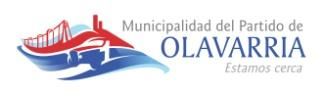 Municipalidad del Partido de
OLAVARRIA
Estamos cerca